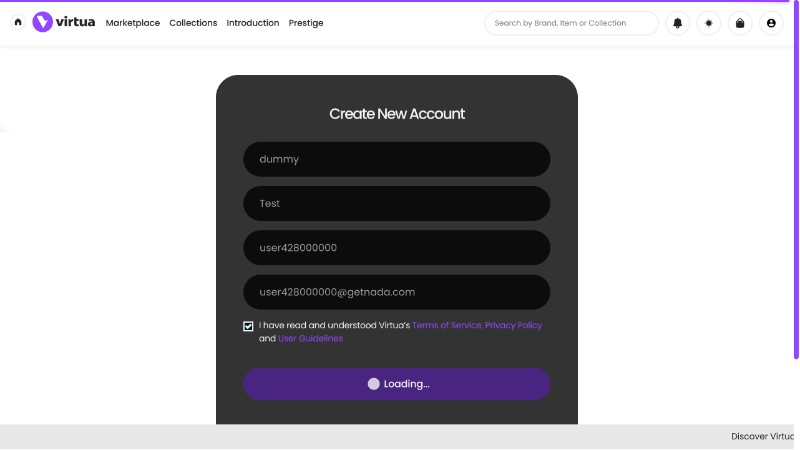 virtua Marketplace Collections Introduction Prestige Search by Brand, Item or Collection
Create New Account
dummy
Test
user428000000
user428000000@getnada.com
I have read and understood Virtua's Terms of Service, Privacy Policy
and User Guidelines
Loading...
Discover Virtua